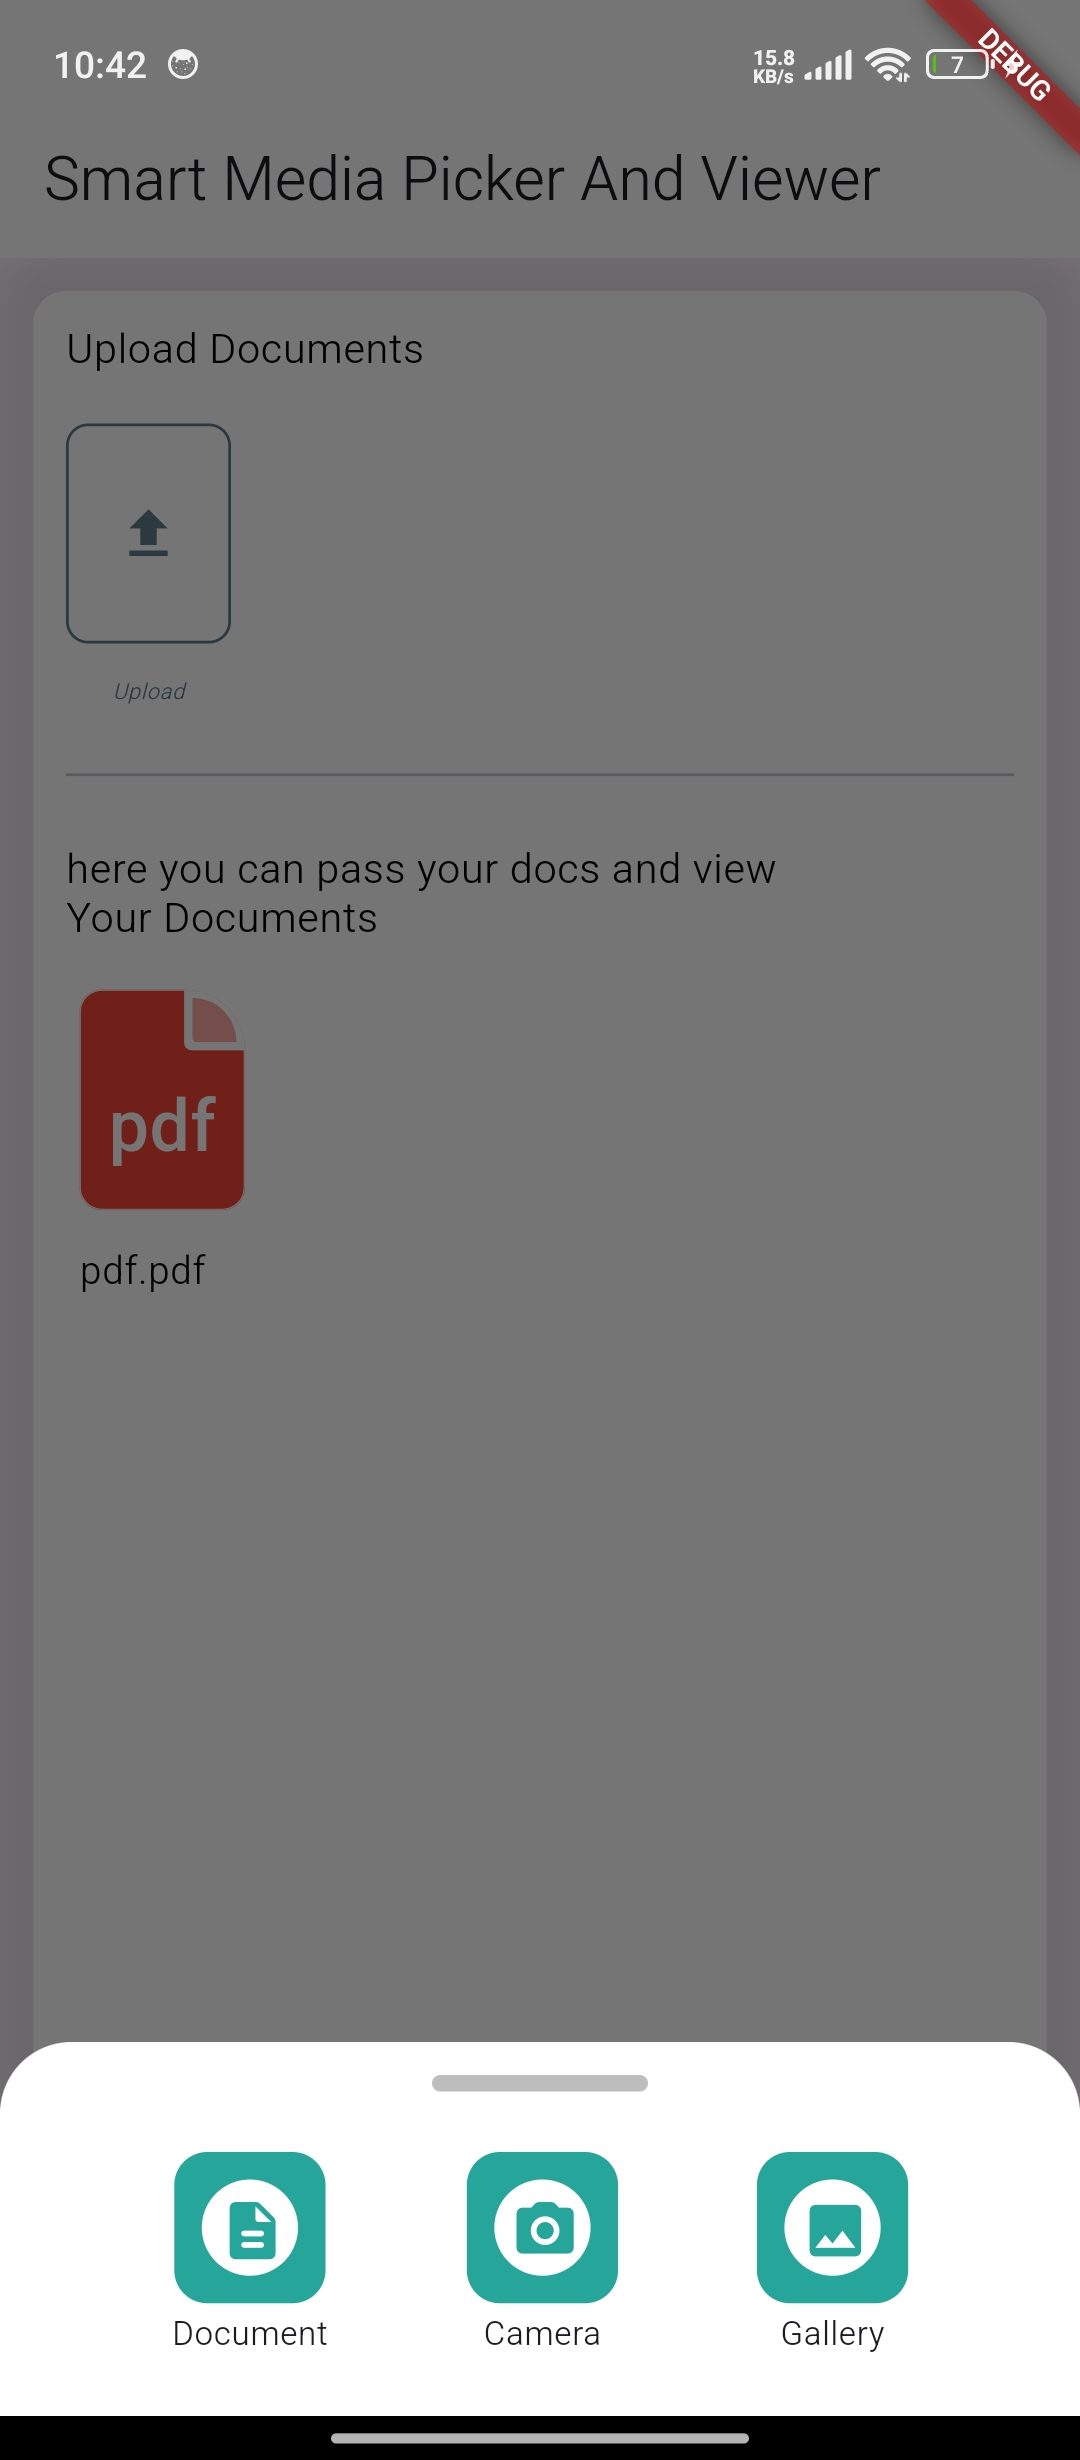 10:42
15.8
KB/s
7
DEBUG
Smart Media Picker And Viewer
Upload Documents
Upload
here you can pass your docs and view
Your Documents
pdf
pdf.pdf
Document
Camera
Gallery